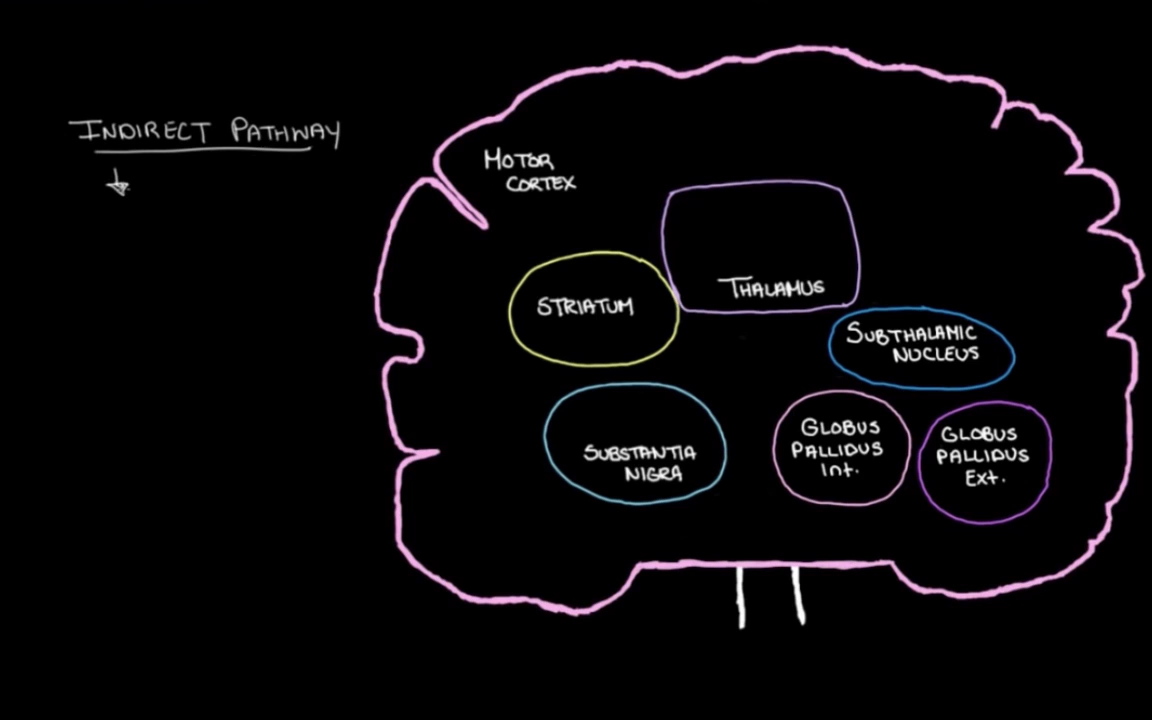 INDIRECT PATHWAY
↓
MOTOR
CORTEX
THALAMUS
STRIATUM
SUBTHALAMIC
NUCLEUS
SUBSTANTIA
NIGRA
GLOBUS
PALLIDUS
Int.
GLOBUS
PALLIDUS
Ext.